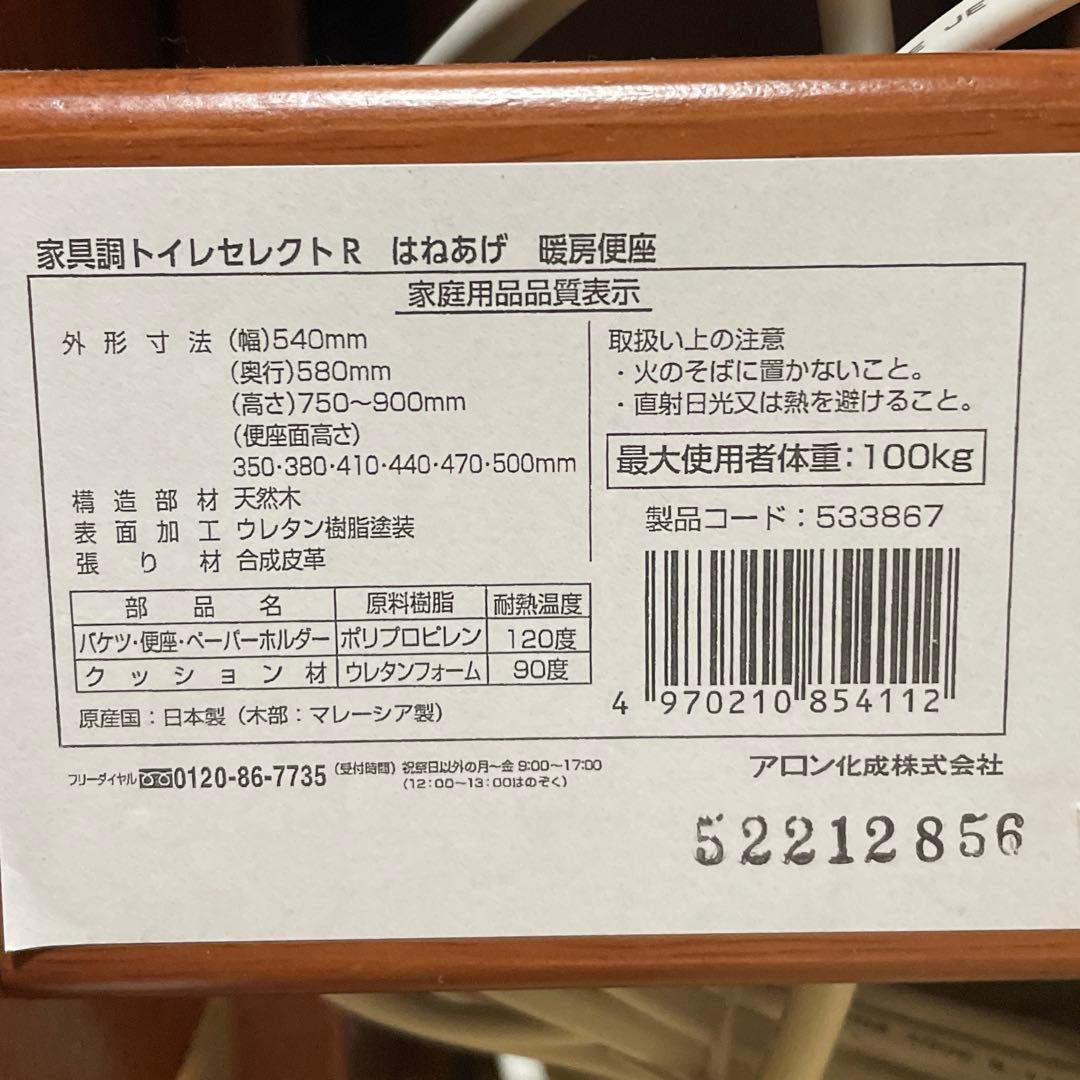 JE
家具調トイレセレクトR はねあげ 暖房便座
家庭用品品質表示
外形寸法 (幅)540mm
(奥行)580mm
(高さ)750〜900mm
(便座面高さ)
350・380・410・440・470・500mm
構造部材 天然木
表面加工 ウレタン樹脂塗装
張り材 合成皮革
取扱い上の注意
・火のそばに置かないこと。
・直射日光又は熱を避けること。
最大使用者体重：100kg
製品コード：533867
4 970210 854112
部品名 原料樹脂 耐熱温度
バケツ・便座・ペーパーホルダー ポリプロピレン 120度
クッション材 ウレタンフォーム 90度
原産国：日本製（木部：マレーシア製）
フリーダイヤル 0120-86-7735 （受付時間）祝祭日以外の月〜金 9:00〜17:00
（12:00〜13:00はのぞく）
アロン化成株式会社
52212856